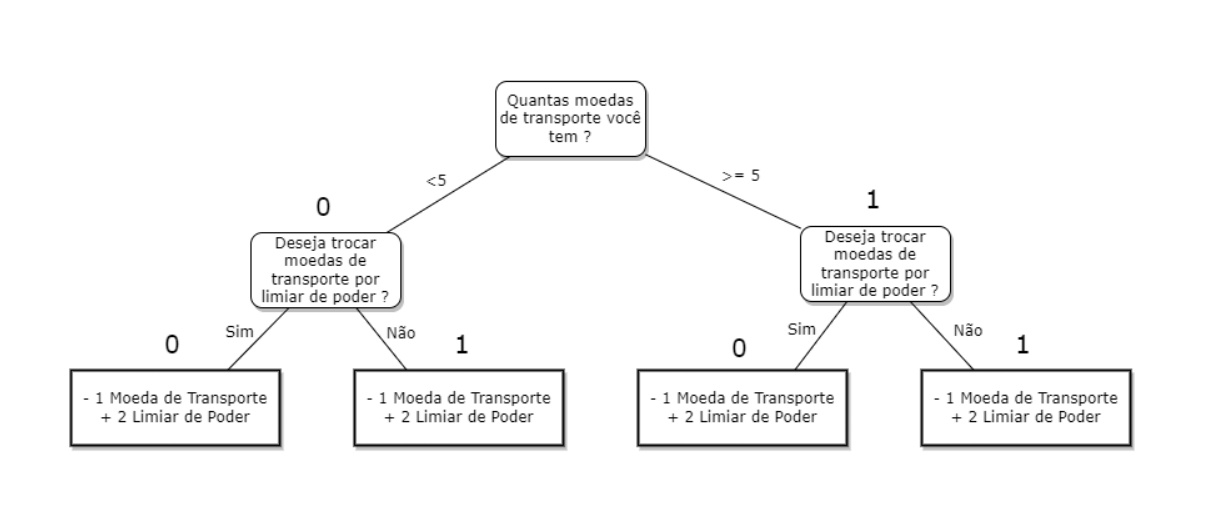 Quantas moedas
de transporte você
tem ?
<5
>= 5
0
1
Deseja trocar
moedas de
transporte por
limiar de poder ?
Deseja trocar
moedas de
transporte por
limiar de poder ?
Sim
Não
Sim
Não
0
1
0
1
- 1 Moeda de Transporte
+ 2 Limiar de Poder
- 1 Moeda de Transporte
+ 2 Limiar de Poder
- 1 Moeda de Transporte
+ 2 Limiar de Poder
- 1 Moeda de Transporte
+ 2 Limiar de Poder